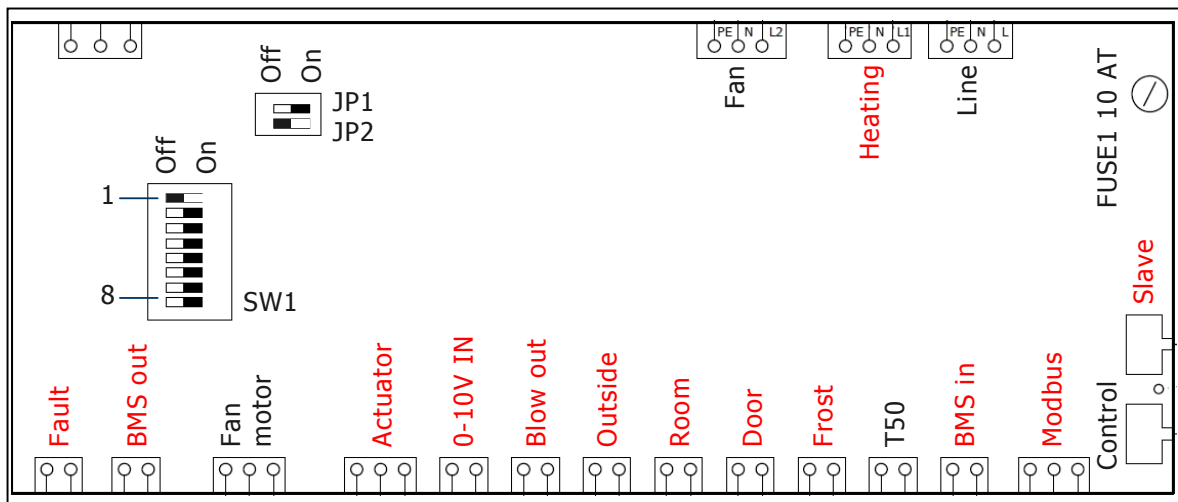 PE N L2
PE N L1
PE N L
Fan
Heating
Line
FUSE1 10 AT
Off
On
JP1
JP2
Off
On
1
8
SW1
Slave
Control
Fault
BMS out
Fan
motor
Actuator
0-10V IN
Blow out
Outside
Room
Door
Frost
T50
BMS in
Modbus